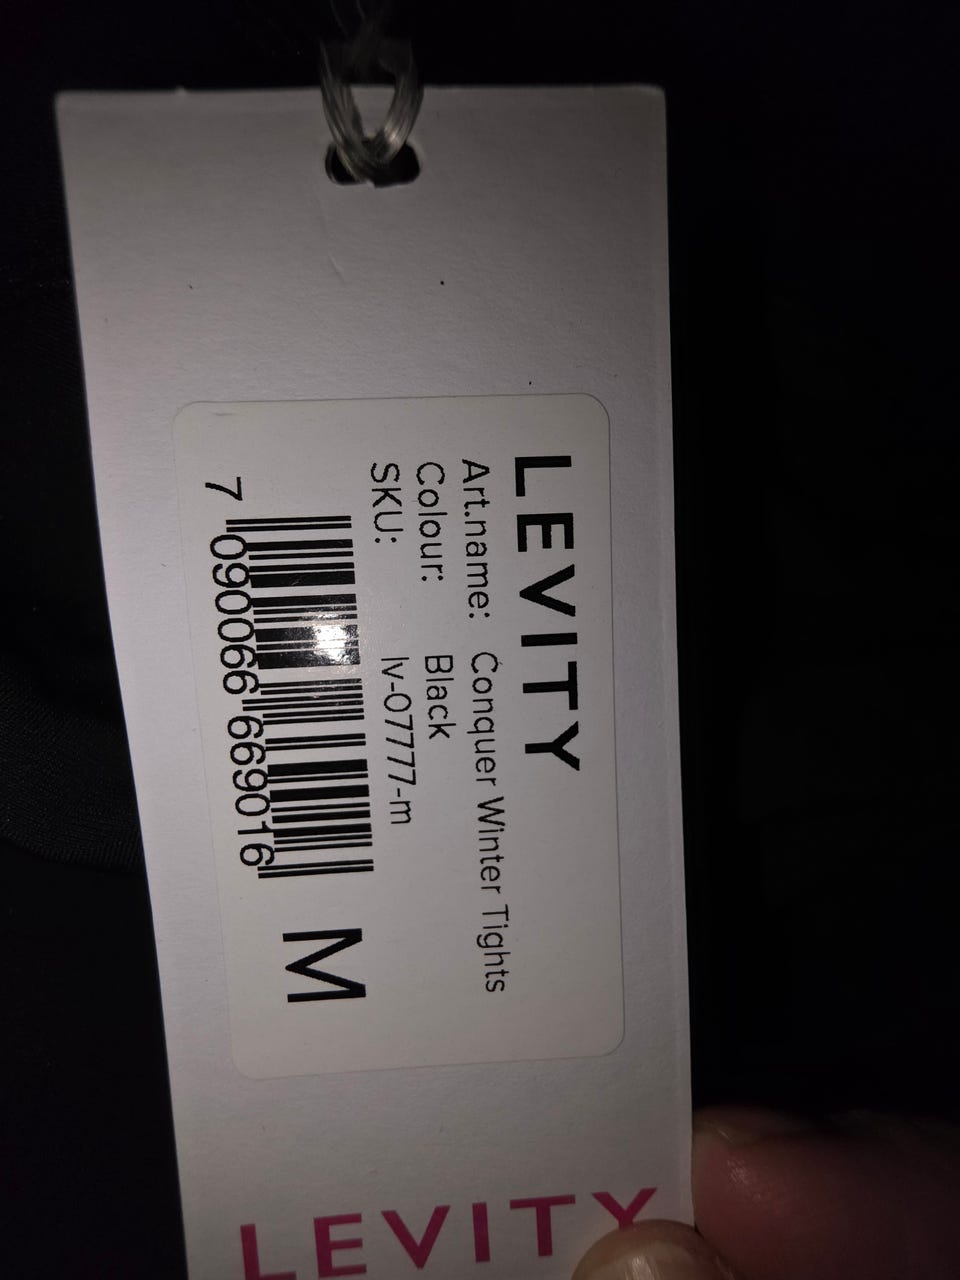 LEVITY
Art.name: Conquer Winter Tights
Colour: Black
SKU: lv-07777-m
7 090066 669016
M
LEVITY